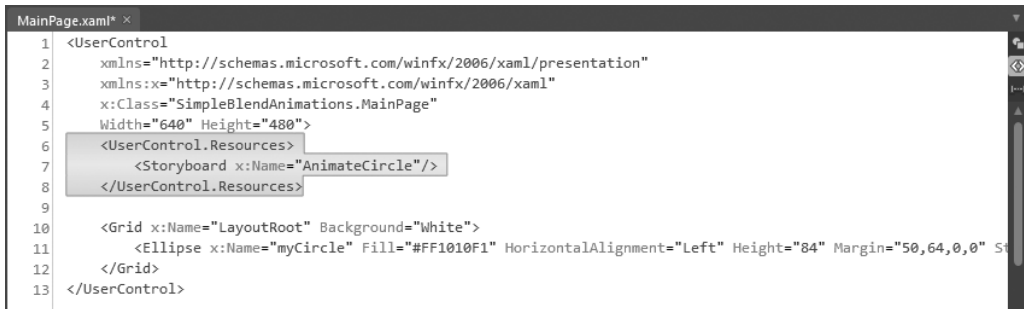 MainPage.xaml* ×
1 <UserControl
2 xmlns="http://schemas.microsoft.com/winfx/2006/xaml/presentation"
3 xmlns:x="http://schemas.microsoft.com/winfx/2006/xaml"
4 x:Class="SimpleBlendAnimations.MainPage"
5 Width="640" Height="480">
6 <UserControl.Resources>
7 <Storyboard x:Name="AnimateCircle"/>
8 </UserControl.Resources>
9
10 <Grid x:Name="LayoutRoot" Background="White">
11 <Ellipse x:Name="myCircle" Fill="#FF1010F1" HorizontalAlignment="Left" Height="84" Margin="50,64,0,0" St
12 </Grid>
13 </UserControl>